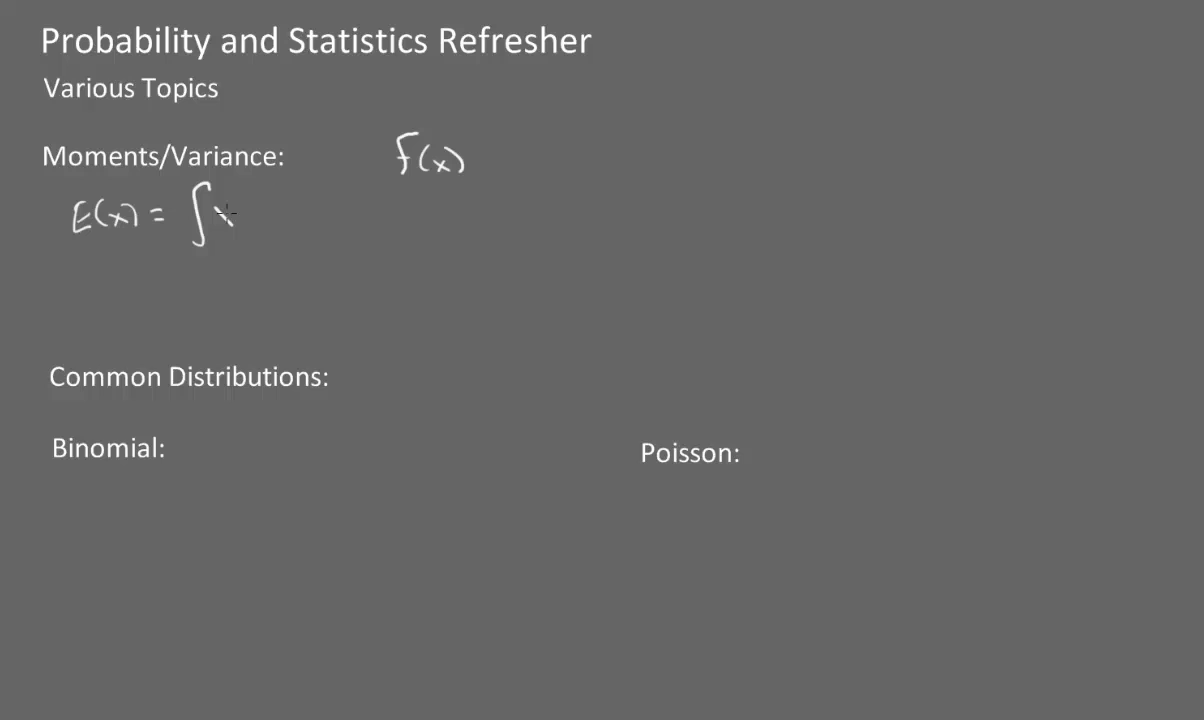 Probability and Statistics Refresher
Various Topics
Moments/Variance: F(x)
E(x) = ∫x
Common Distributions:
Binomial: Poisson: